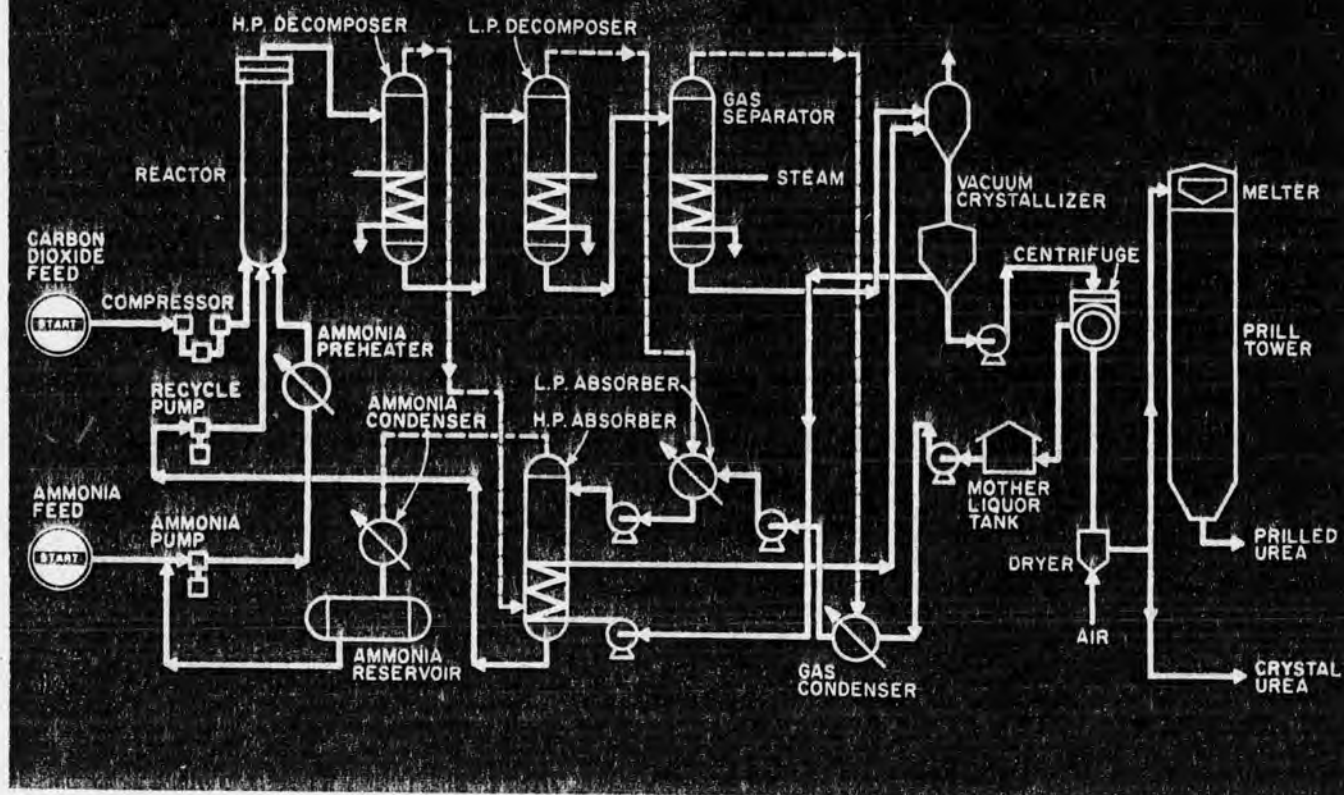 H.P. DECOMPOSER
L.P. DECOMPOSER
GAS
SEPARATOR
REACTOR
STEAM
VACUUM
CRYSTALLIZER
MELTER
CARBON
DIOXIDE
FEED
START
COMPRESSOR
CENTRIFUGE
AMMONIA
PREHEATER
PRILL
TOWER
RECYCLE
PUMP
AMMONIA
CONDENSER
L.P. ABSORBER
H.P. ABSORBER
AMMONIA
FEED
START
AMMONIA
PUMP
MOTHER
LIQUOR
TANK
PRILLED
UREA
DRYER
AIR
AMMONIA
RESERVOIR
GAS
CONDENSER
CRYSTAL
UREA